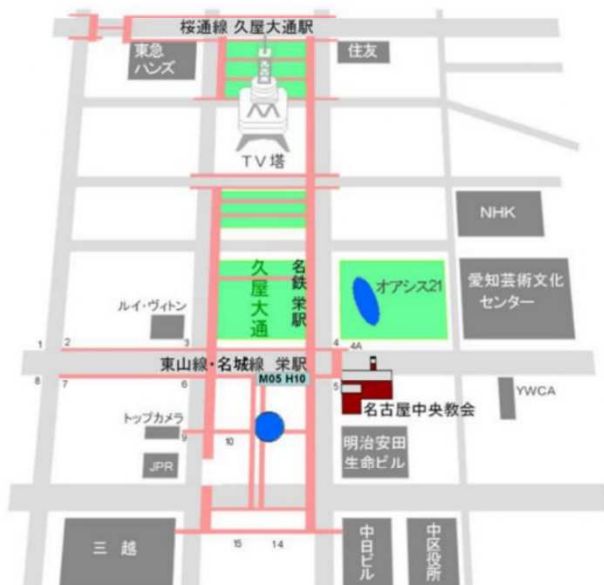 桜通線 久屋大通駅
東急
ハンズ
住友
TV塔
NHK
久屋大通
名鉄 栄駅
オアシス21
愛知芸術文化
センター
ルイ・ヴィトン
1
2
3
4
4A
東山線・名城線 栄駅
8
7
6
M05 H10
5
名古屋中央教会
YWCA
トップカメラ
9
10
明治安田
生命ビル
JPR
三越
15
14
中日ビル
中区役所